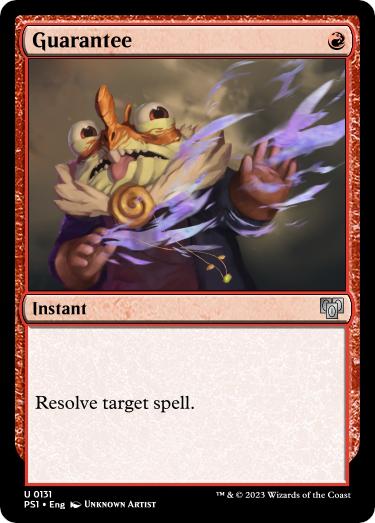 Guarantee
Instant
Resolve target spell.
U 0131
PS1 • Eng Unknown Artist
™ & © 2023 Wizards of the Coast